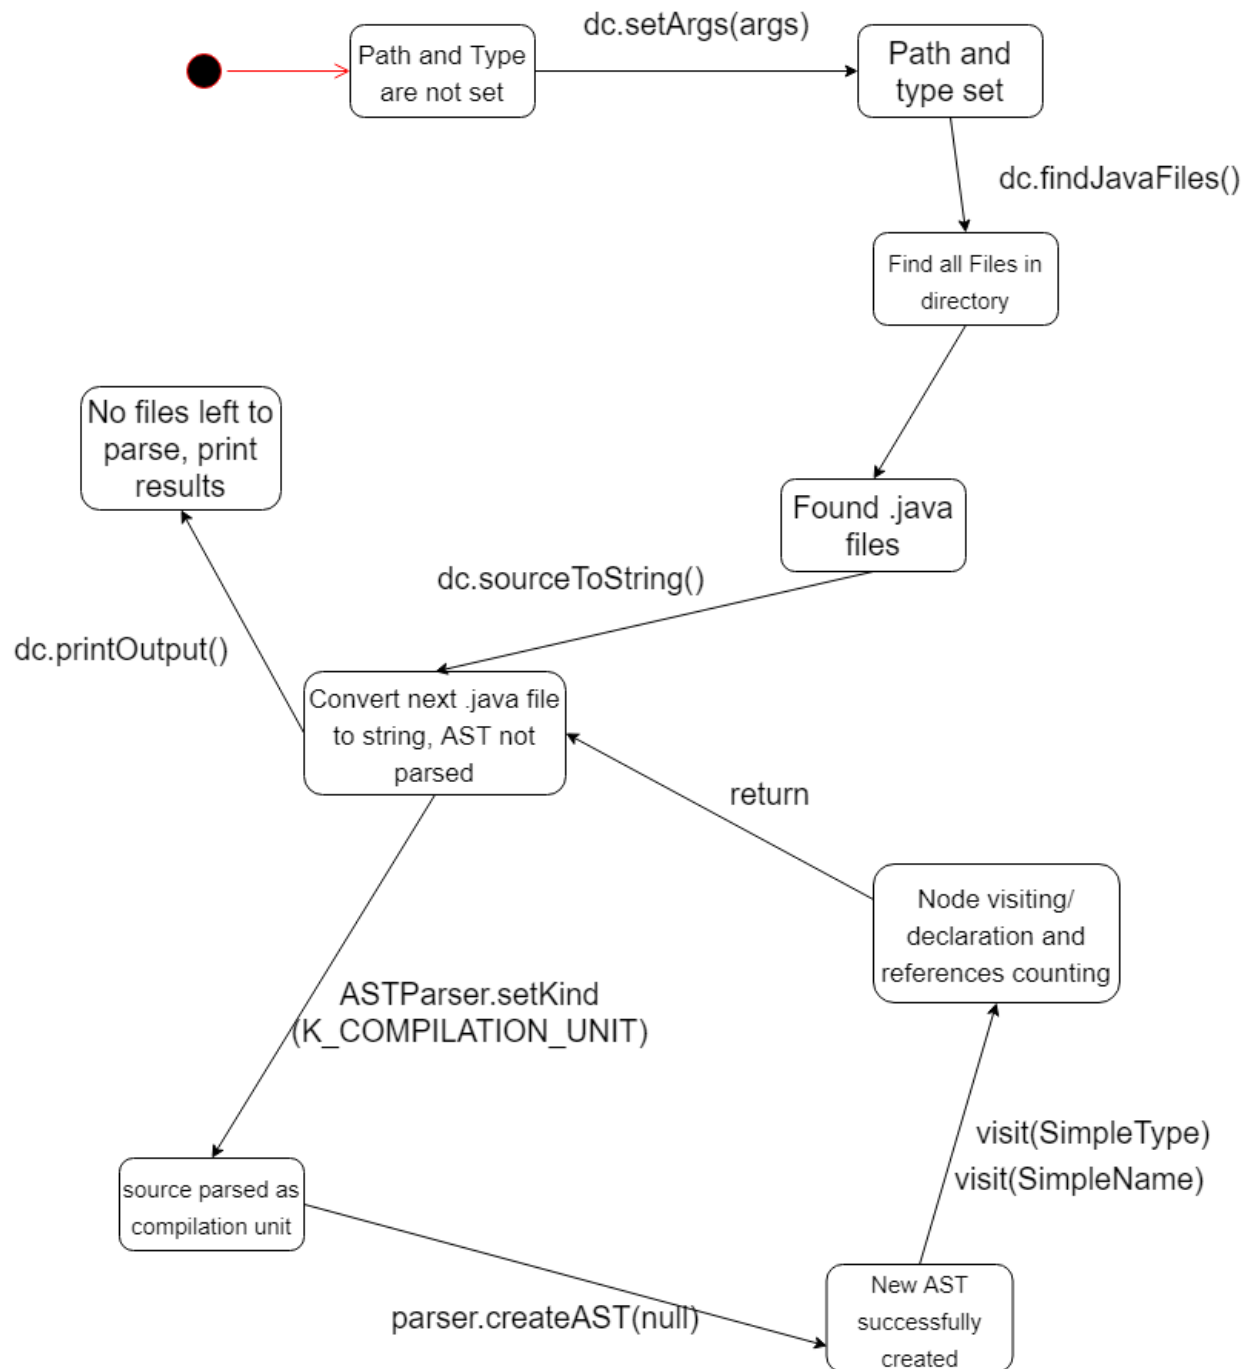 dc.setArgs(args)
Path and Type
are not set
Path and
type set
dc.findJavaFiles()
Find all Files in
directory
No files left to
parse, print
results
Found .java
files
dc.sourceToString()
dc.printOutput()
Convert next .java file
to string, AST not
parsed
return
Node visiting/
declaration and
references counting
ASTParser.setKind
(K_COMPILATION_UNIT)
visit(SimpleType)
visit(SimpleName)
source parsed as
compilation unit
parser.createAST(null)
New AST
successfully
created